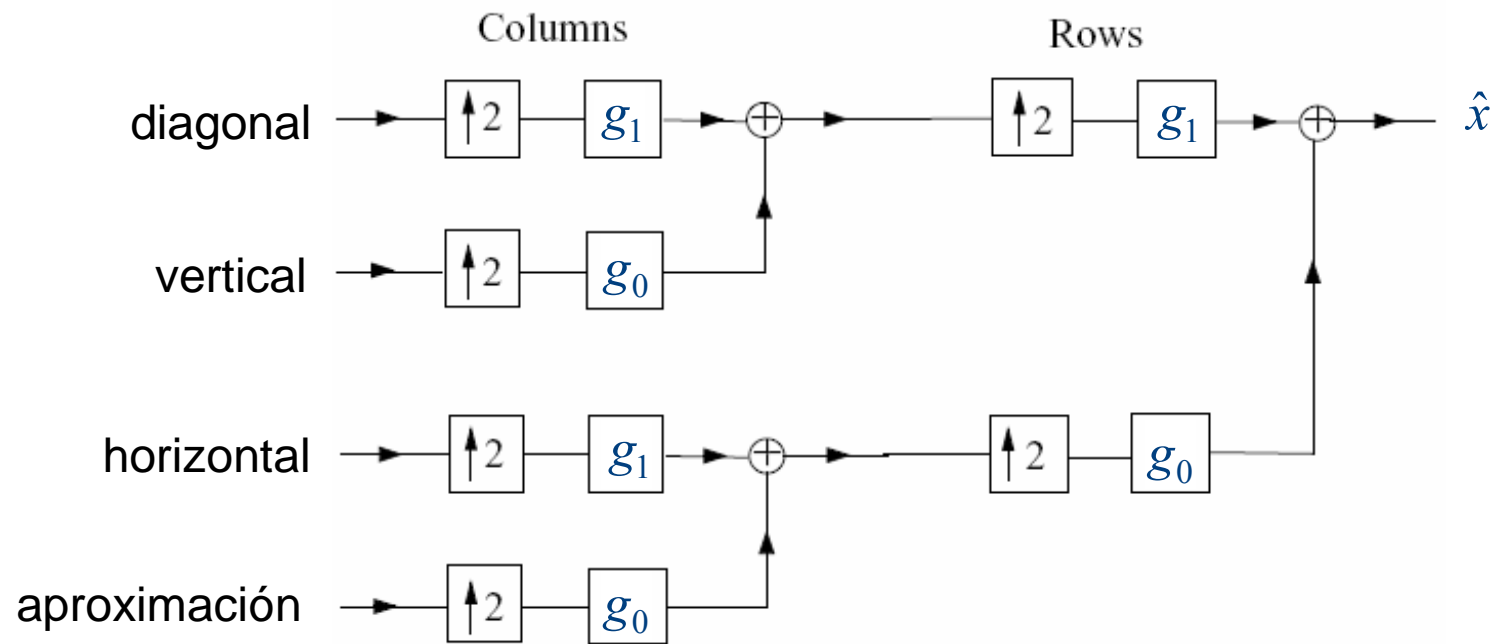 Columns
Rows
diagonal ↑2 g₁ + ↑2 g₁ + x̂
vertical ↑2 g₀
horizontal ↑2 g₁ + ↑2 g₀
aproximación ↑2 g₀